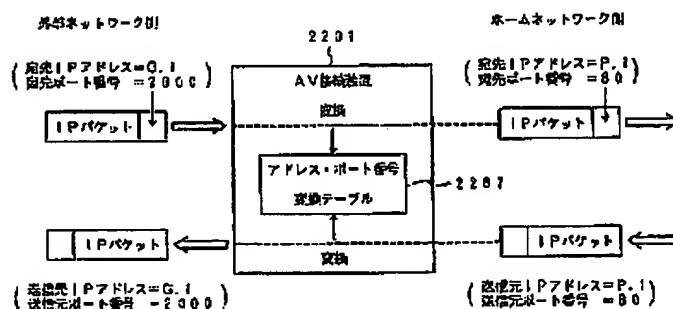 外部ネットワーク側
ホームネットワーク側
2201
宛先IPアドレス=G.1
宛先ポート番号 =2000
AV接続装置
宛先IPアドレス=P.1
宛先ポート番号 =80
変換
IPパケット
IPパケット
アドレス・ポート番号
変換テーブル
2207
IPパケット
IPパケット
変換
送信元IPアドレス=G.1
送信元ポート番号 =2000
送信元IPアドレス=P.1
送信元ポート番号 =80